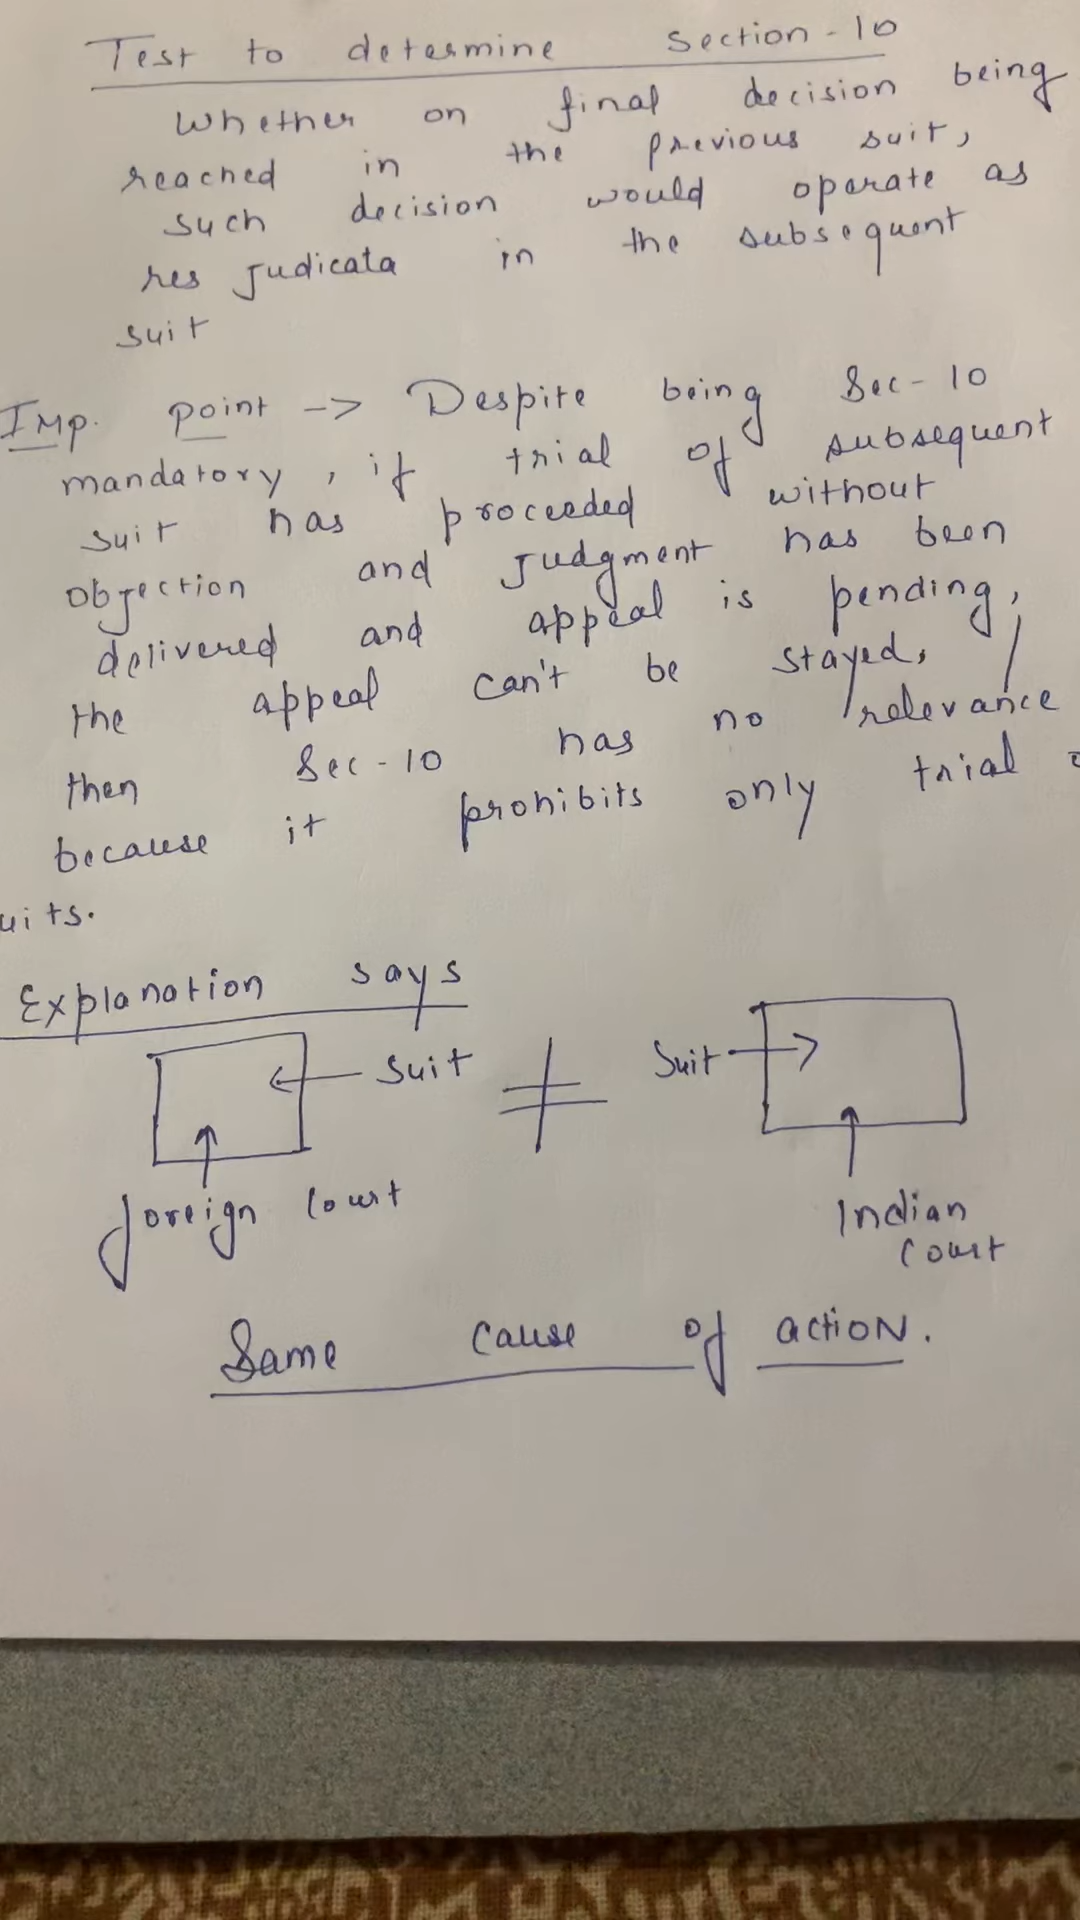 Test to determine Section-10
Whether on final decision being
reached in the previous suit,
such decision would operate as
res Judicata in the subsequent
suit
Imp. point -> Despite being Sec-10
mandatory, if trial of subsequent
suit has proceeded without
objection and Judgment has been
delivered and appeal is pending,
the appeal can't be stayed,
then Sec-10 has no relevance
because it prohibits only trial
uits.
Explanation says
Suit ≠ Suit
foreign Court Indian
Court
Same cause of action.